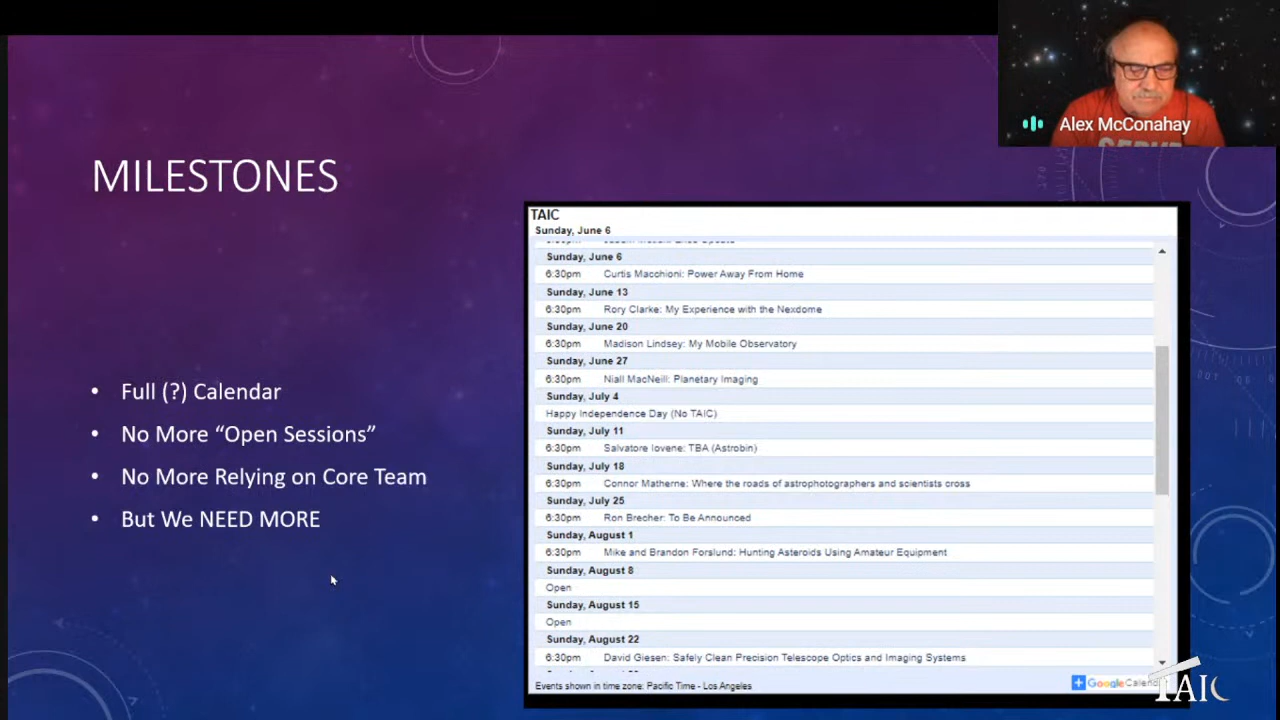 Alex McConahay
MILESTONES
• Full (?) Calendar
• No More “Open Sessions”
• No More Relying on Core Team
• But We NEED MORE
TAIC
Sunday, June 6
Sunday, June 6
6:30pm Curtis Macchioni: Power Away From Home
Sunday, June 13
6:30pm Rory Clarke: My Experience with the Nexdome
Sunday, June 20
6:30pm Madison Lindsey: My Mobile Observatory
Sunday, June 27
6:30pm Niall MacNeill: Planetary Imaging
Sunday, July 4
Happy Independence Day (No TAIC)
Sunday, July 11
6:30pm Salvatore Iovene: TBA (Astrobin)
Sunday, July 18
6:30pm Connor Matherne: Where the roads of astrophotographers and scientists cross
Sunday, July 25
6:30pm Ron Brecher: To Be Announced
Sunday, August 1
6:30pm Mike and Brandon Forslund: Hunting Asteroids Using Amateur Equipment
Sunday, August 8
Open
Sunday, August 15
Open
Sunday, August 22
6:30pm David Giesen: Safely Clean Precision Telescope Optics and Imaging Systems
Events shown in time zone: Pacific Time - Los Angeles
Google
TAIC